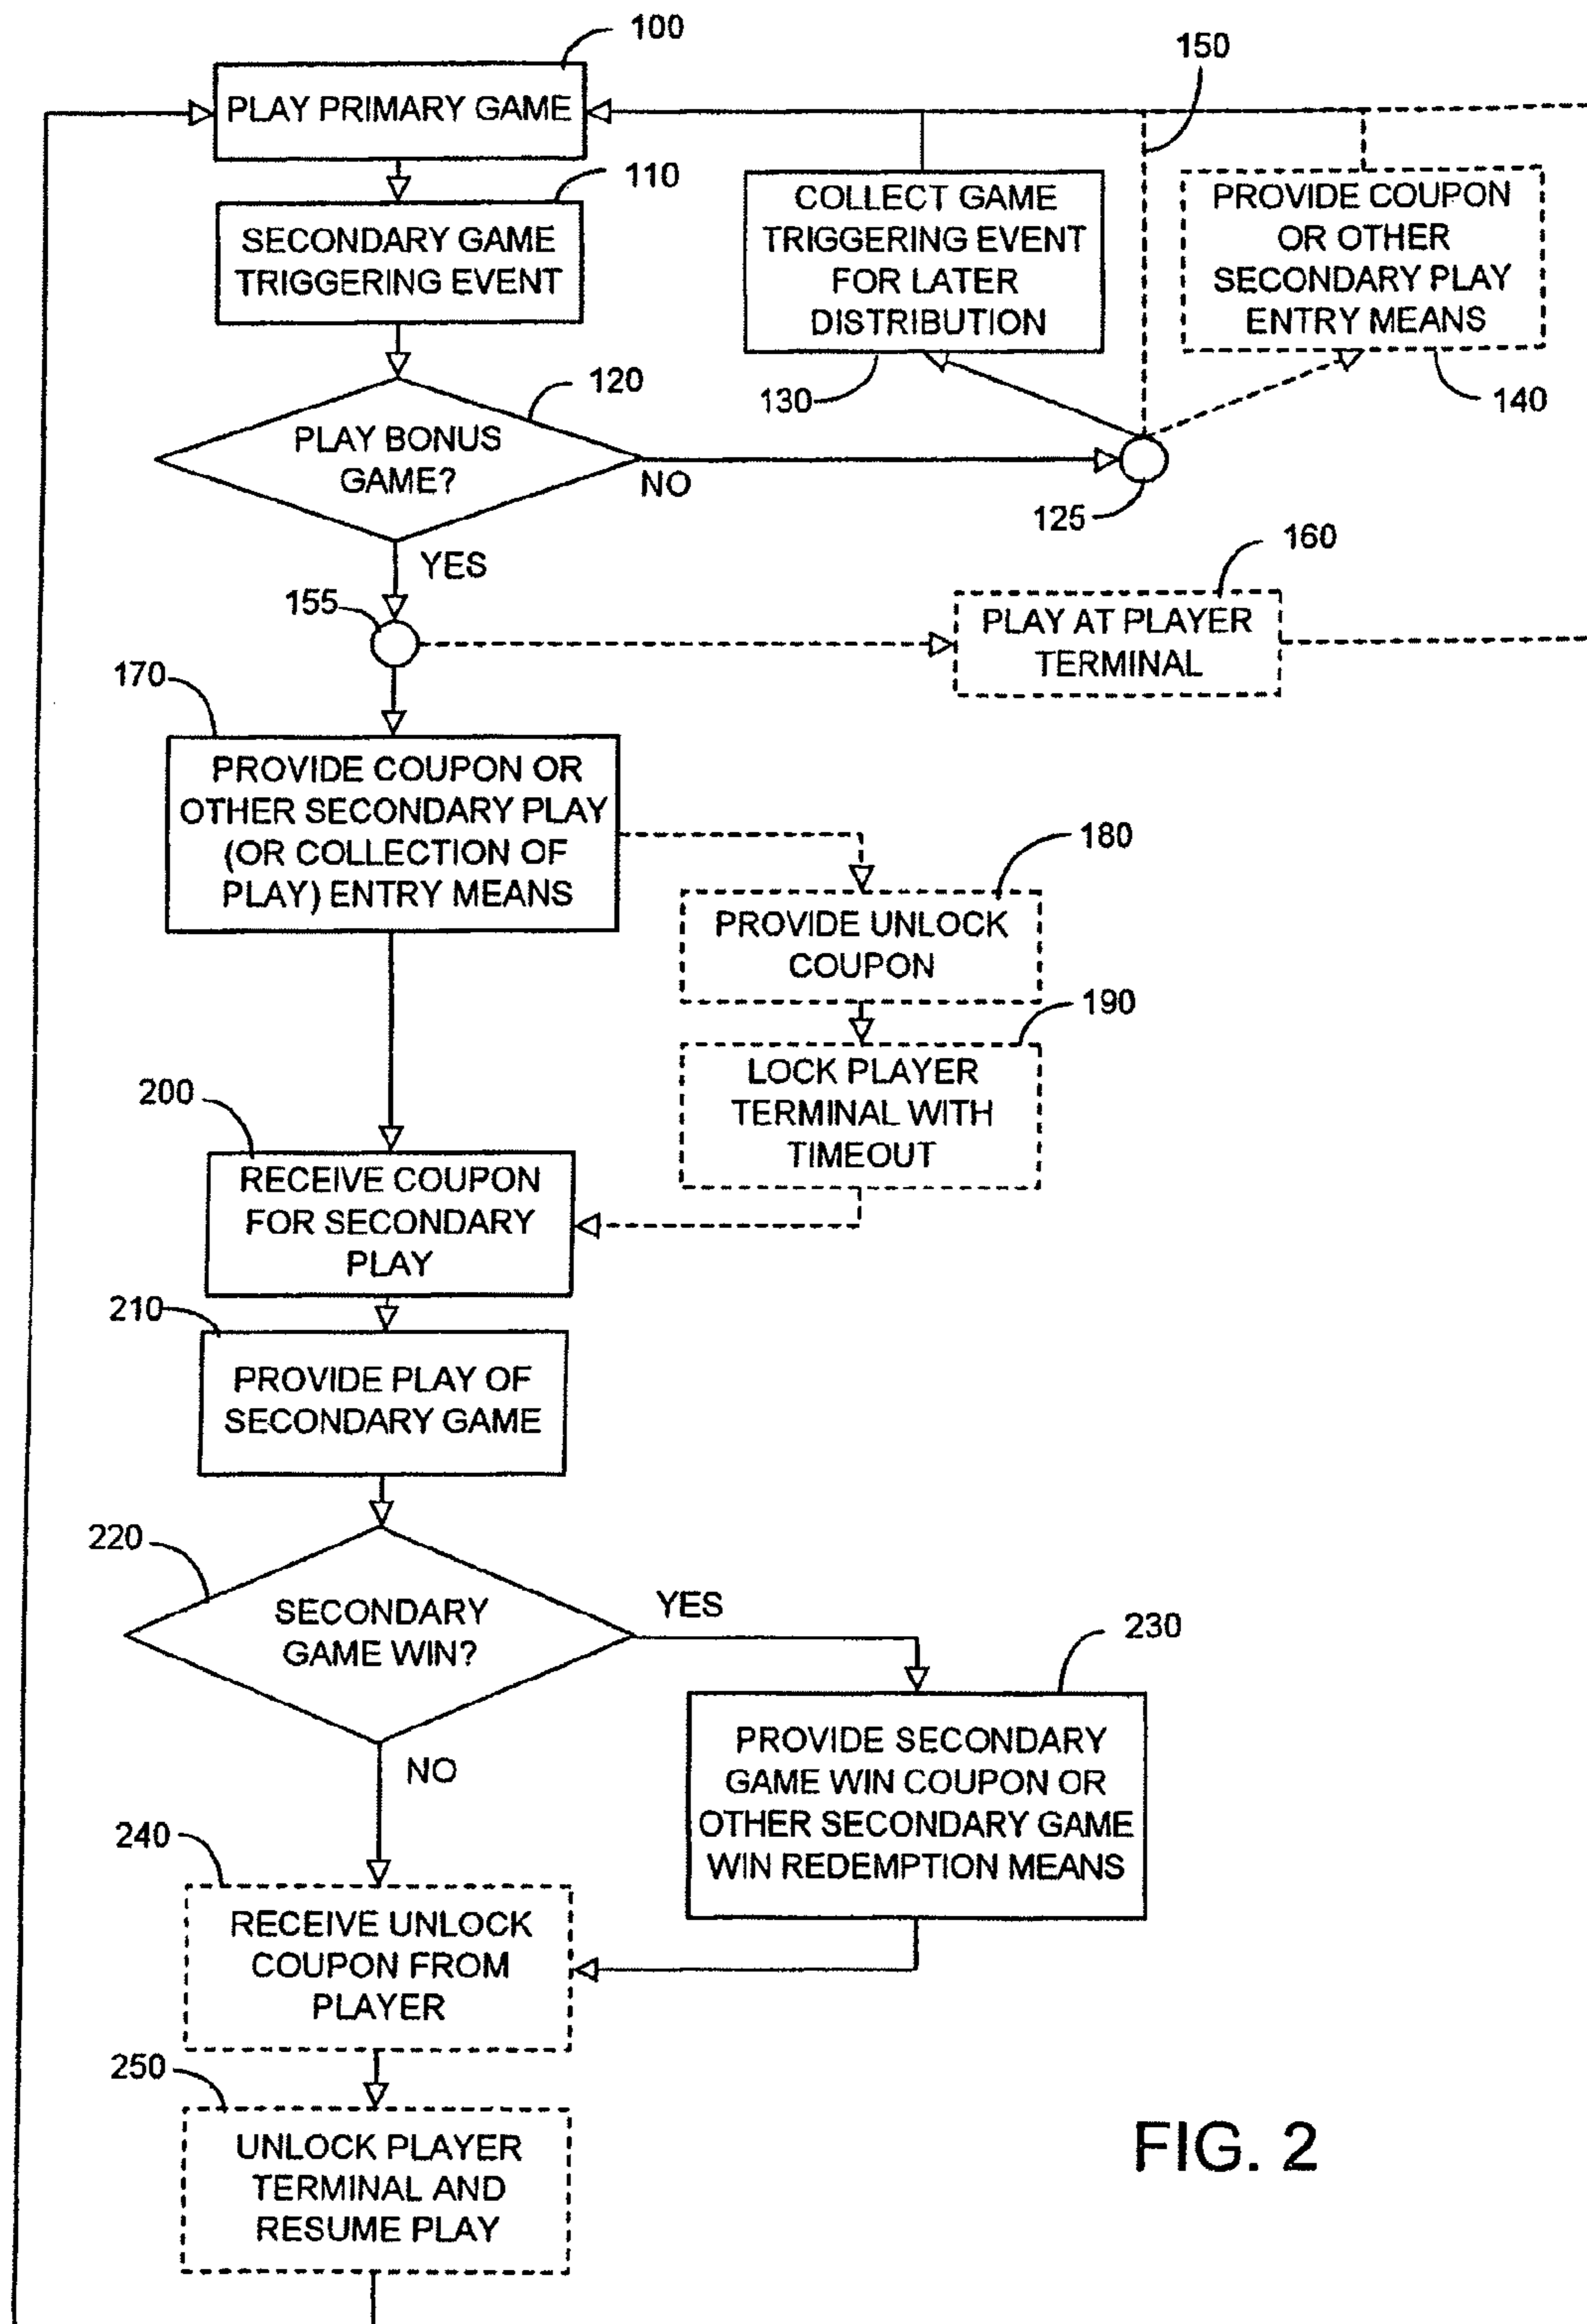 100
PLAY PRIMARY GAME
110
SECONDARY GAME
TRIGGERING EVENT
120
PLAY BONUS
GAME?
NO
YES
125
COLLECT GAME
TRIGGERING EVENT
FOR LATER
DISTRIBUTION
130
150
PROVIDE COUPON
OR OTHER
SECONDARY PLAY
ENTRY MEANS
140
155
160
PLAY AT PLAYER
TERMINAL
170
PROVIDE COUPON OR
OTHER SECONDARY PLAY
(OR COLLECTION OF
PLAY) ENTRY MEANS
180
PROVIDE UNLOCK
COUPON
190
LOCK PLAYER
TERMINAL WITH
TIMEOUT
200
RECEIVE COUPON
FOR SECONDARY
PLAY
210
PROVIDE PLAY OF
SECONDARY GAME
220
SECONDARY
GAME WIN?
YES
NO
230
PROVIDE SECONDARY
GAME WIN COUPON OR
OTHER SECONDARY GAME
WIN REDEMPTION MEANS
240
RECEIVE UNLOCK
COUPON FROM
PLAYER
250
UNLOCK PLAYER
TERMINAL AND
RESUME PLAY
FIG. 2